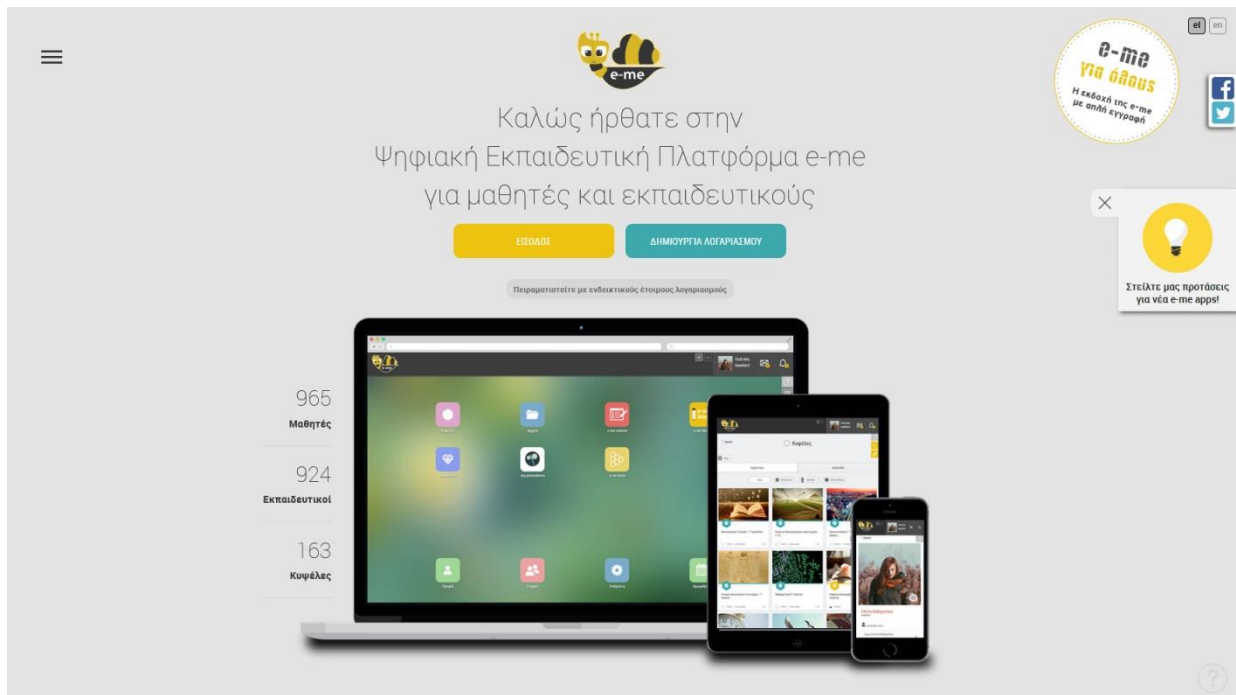 el en
e-me
e-me
για όλους
Η εκδοχή της e-me
με απλή εγγραφή
Καλώς ήρθατε στην
Ψηφιακή Εκπαιδευτική Πλατφόρμα e-me
για μαθητές και εκπαιδευτικούς
ΕΙΣΟΔΟΣ ΔΗΜΙΟΥΡΓΙΑ ΛΟΓΑΡΙΑΣΜΟΥ
Πειραματιστείτε με ενδεικτικούς έτοιμους λογαριασμούς
Στείλτε μας προτάσεις
για νέα e-me apps!
965
Μαθητές
924
Εκπαιδευτικοί
163
Κυψέλες
Κυψέλες
?